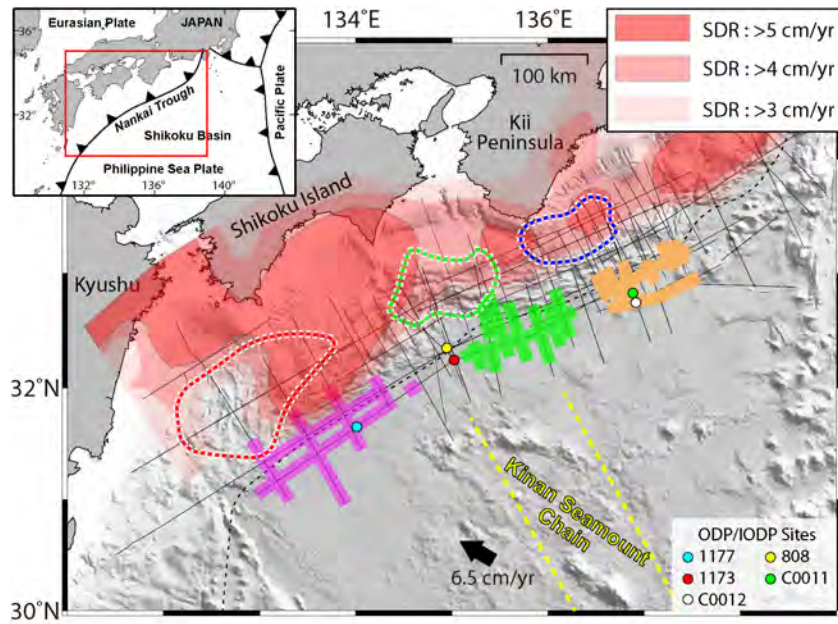 134°E
136°E
Eurasian Plate
JAPAN
36°
32°
Nankai Trough
Shikoku Basin
Pacific Plate
Philippine Sea Plate
132°
136°
140°
100 km
SDR : >5 cm/yr
SDR : >4 cm/yr
SDR : >3 cm/yr
Kii
Peninsula
Shikoku Island
Kyushu
32°N
Kinan Seamount
Chain
6.5 cm/yr
ODP/IODP Sites
1177
808
1173
C0011
C0012
30°N